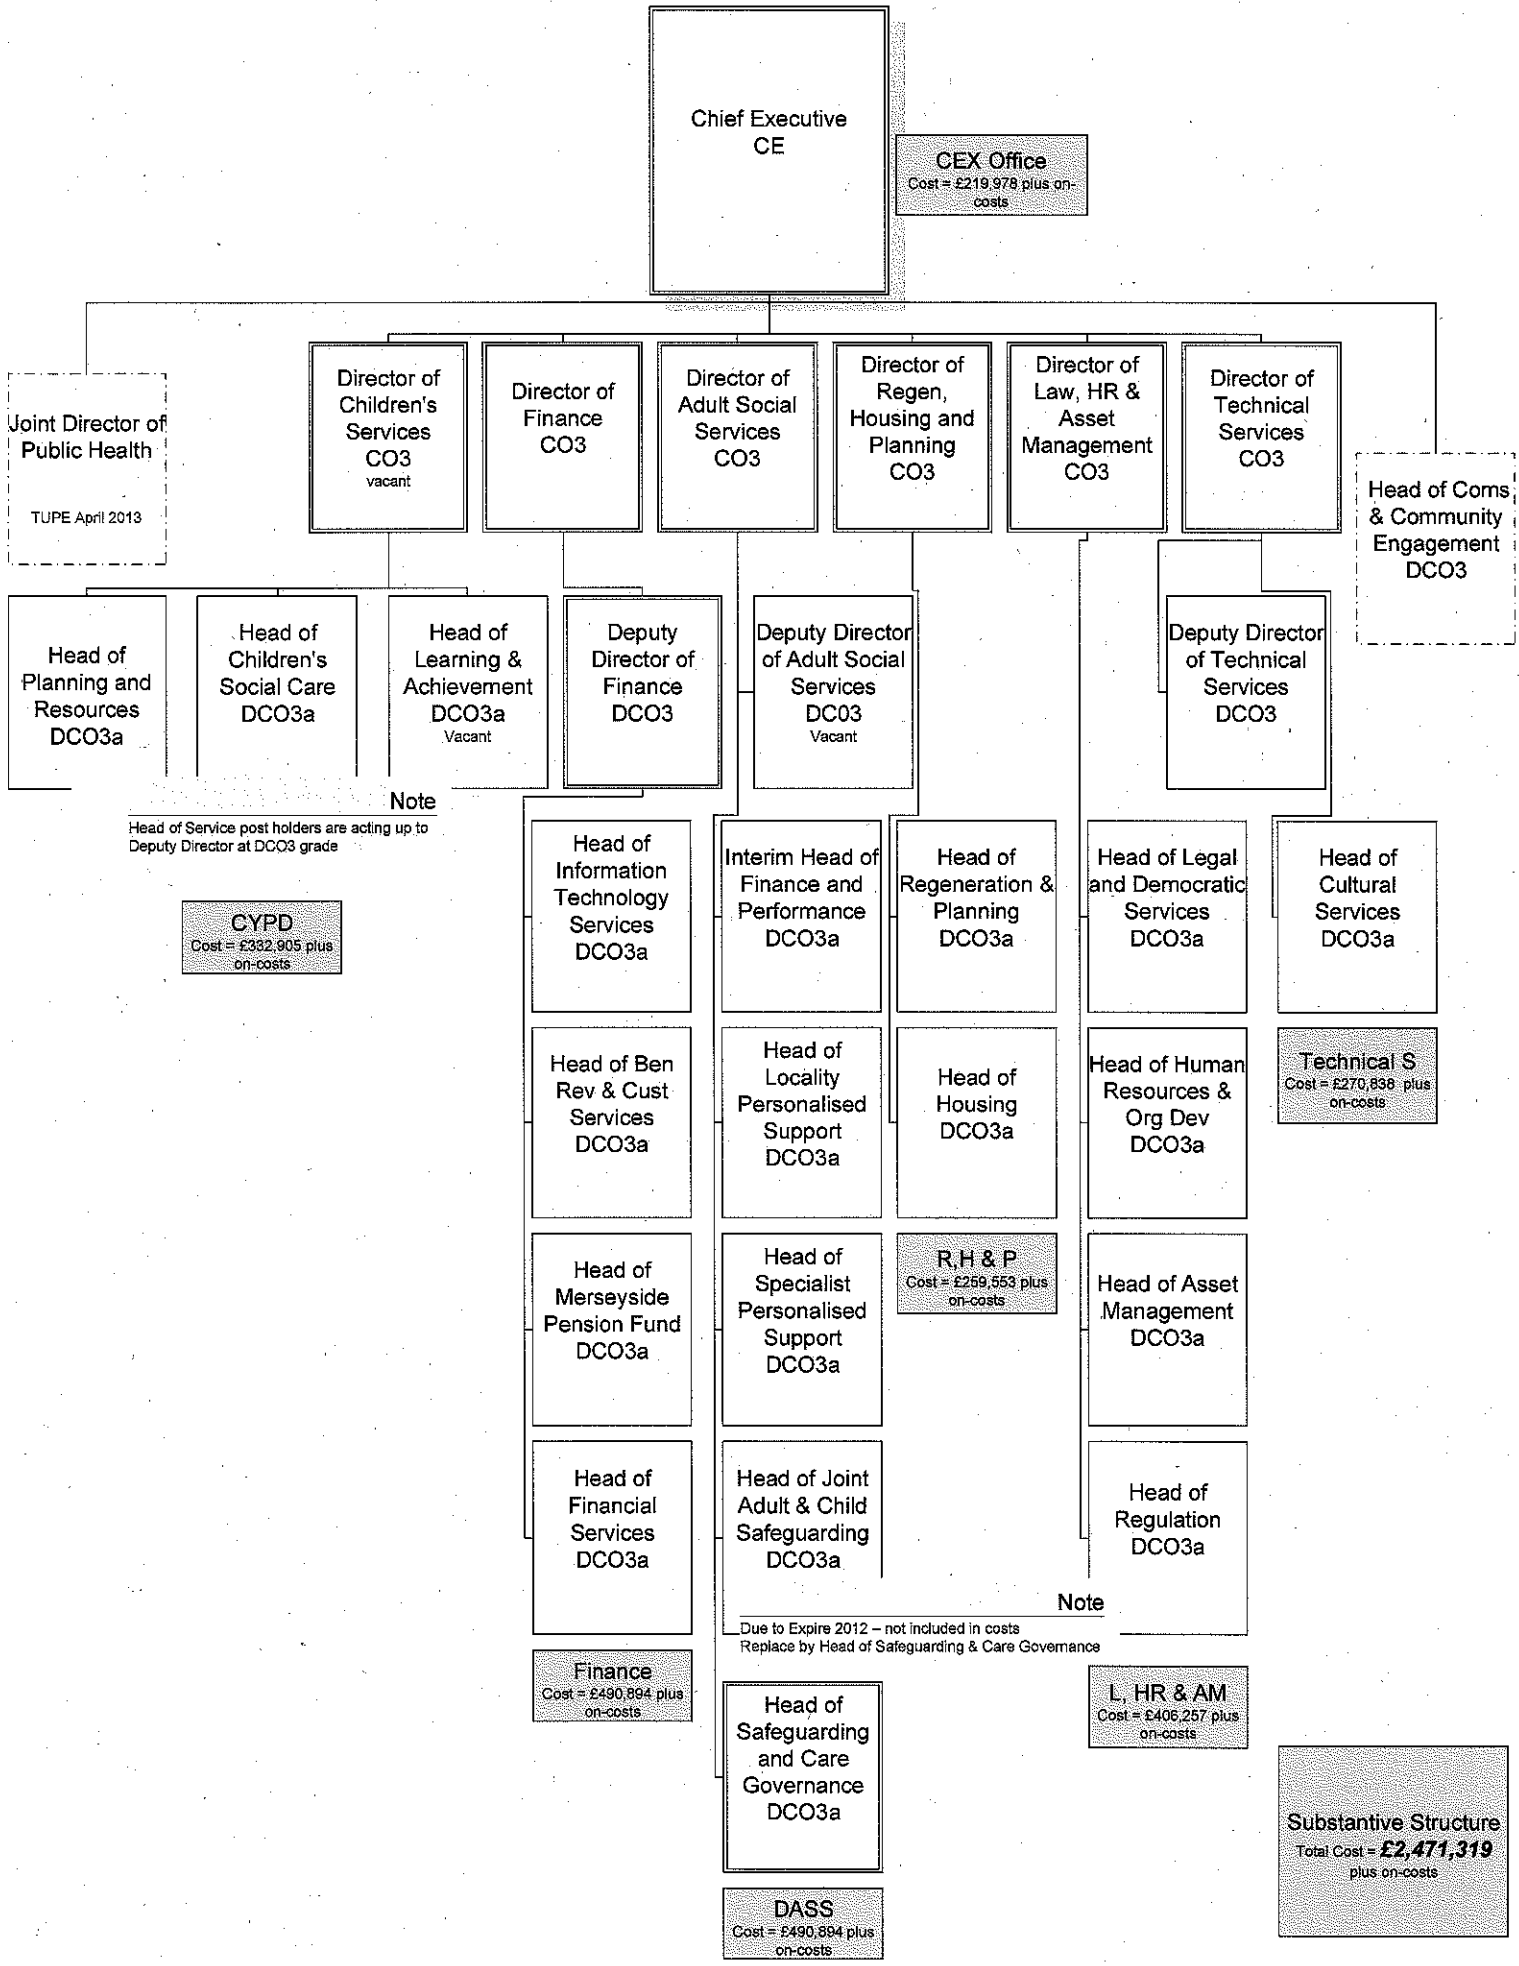 Chief Executive
CE
CEX Office
Cost = £219,978 plus on-
costs
Joint Director of
Public Health
TUPE April 2013
Director of
Children's
Services
CO3
vacant
Director of
Finance
CO3
Director of
Adult Social
Services
CO3
Director of
Regen,
Housing and
Planning
CO3
Director of
Law, HR &
Asset
Management
CO3
Director of
Technical
Services
CO3
Head of Coms
& Community
Engagement
DCO3
Head of
Planning and
Resources
DCO3a
Head of
Children's
Social Care
DCO3a
Head of
Learning &
Achievement
DCO3a
Vacant
Deputy
Director of
Finance
DCO3
Deputy Director
of Adult Social
Services
DC03
Vacant
Deputy Director
of Technical
Services
DCO3
Note
Head of Service post holders are acting up to
Deputy Director at DCO3 grade
CYPD
Cost = £332,905 plus
on-costs
Head of
Information
Technology
Services
DCO3a
Interim Head of
Finance and
Performance
DCO3a
Head of
Regeneration &
Planning
DCO3a
Head of Legal
and Democratic
Services
DCO3a
Head of
Cultural
Services
DCO3a
Head of Ben
Rev & Cust
Services
DCO3a
Head of
Locality
Personalised
Support
DCO3a
Head of
Housing
DCO3a
Head of Human
Resources &
Org Dev
DCO3a
Technical S
Cost = £270,838 plus
on-costs
Head of
Merseyside
Pension Fund
DCO3a
Head of
Specialist
Personalised
Support
DCO3a
R,H & P
Cost = £259,553 plus
on-costs
Head of Asset
Management
DCO3a
Head of
Financial
Services
DCO3a
Head of Joint
Adult & Child
Safeguarding
DCO3a
Head of
Regulation
DCO3a
Note
Due to Expire 2012 – not included in costs
Replace by Head of Safeguarding & Care Governance
Finance
Cost = £490,894 plus
on-costs
Head of
Safeguarding
and Care
Governance
DCO3a
L, HR & AM
Cost = £406,257 plus
on-costs
DASS
Cost = £490,894 plus
on-costs
Substantive Structure
Total Cost = £2,471,319
plus on-costs